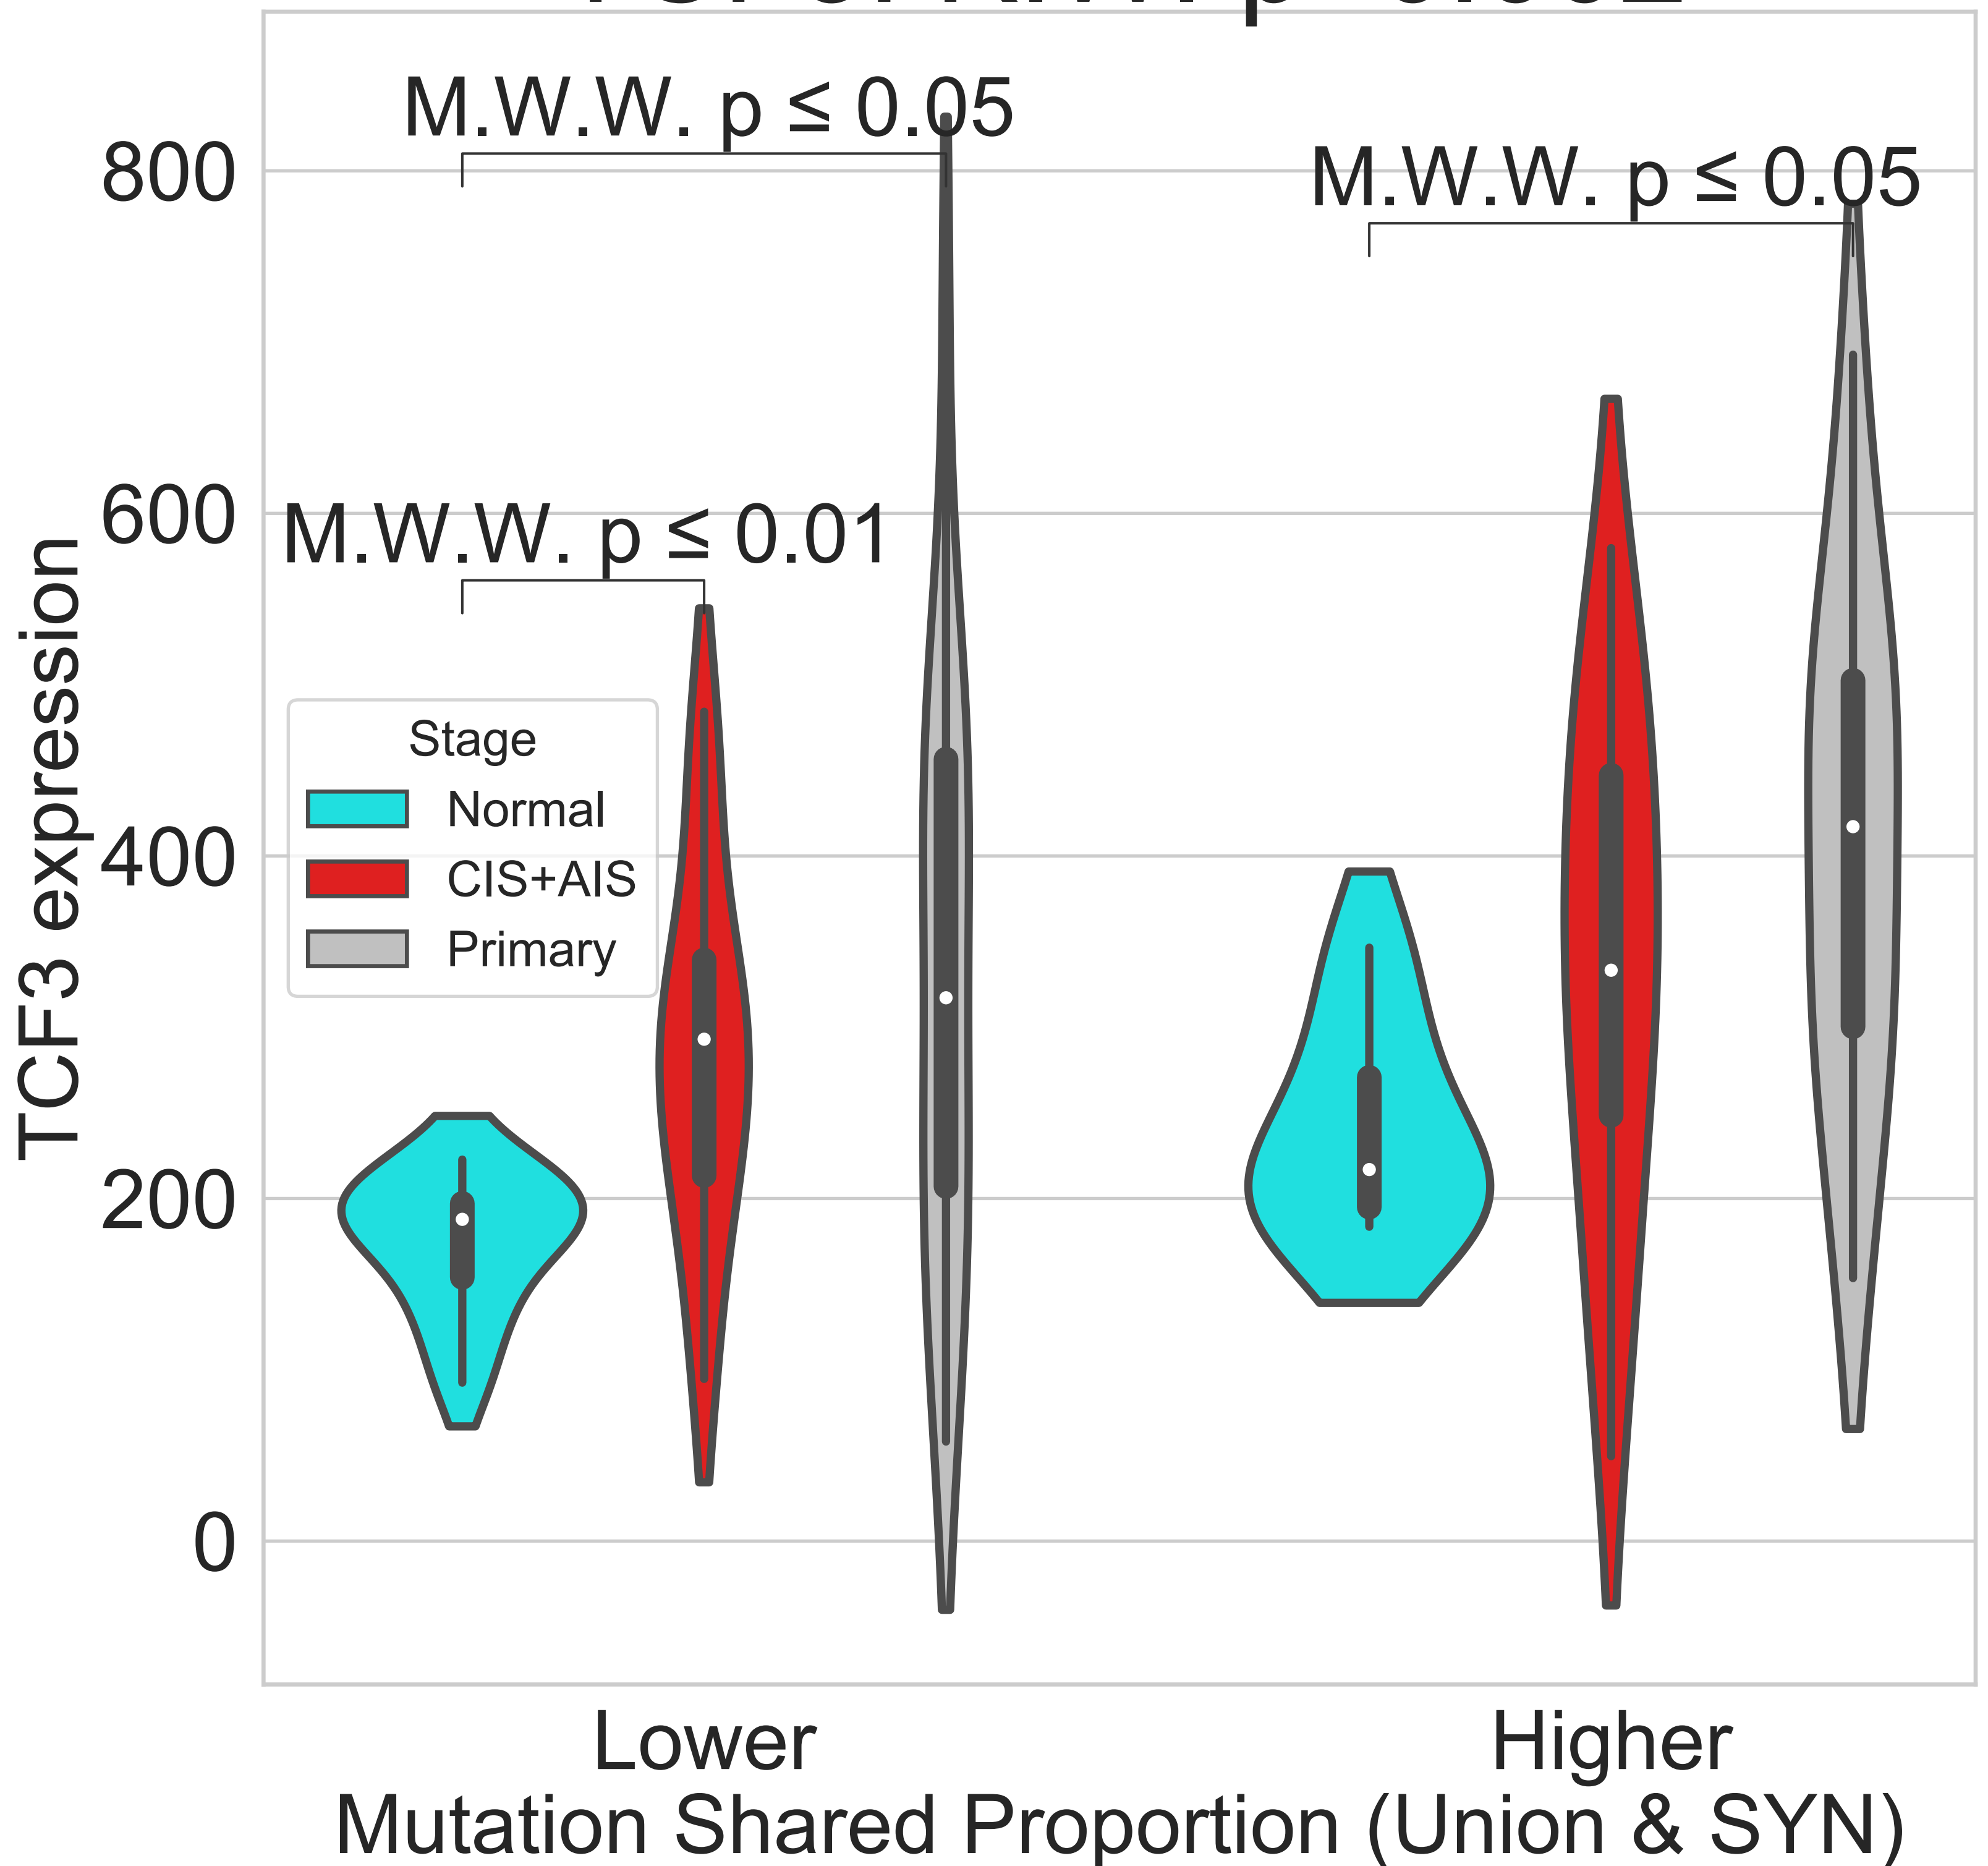 M.W.W. p ≤ 0.05
M.W.W. p ≤ 0.05
M.W.W. p ≤ 0.01
800
600
400
200
0
TCF3 expression
Stage
Normal
CIS+AIS
Primary
Lower
Higher
Mutation Shared Proportion (Union & SYN)